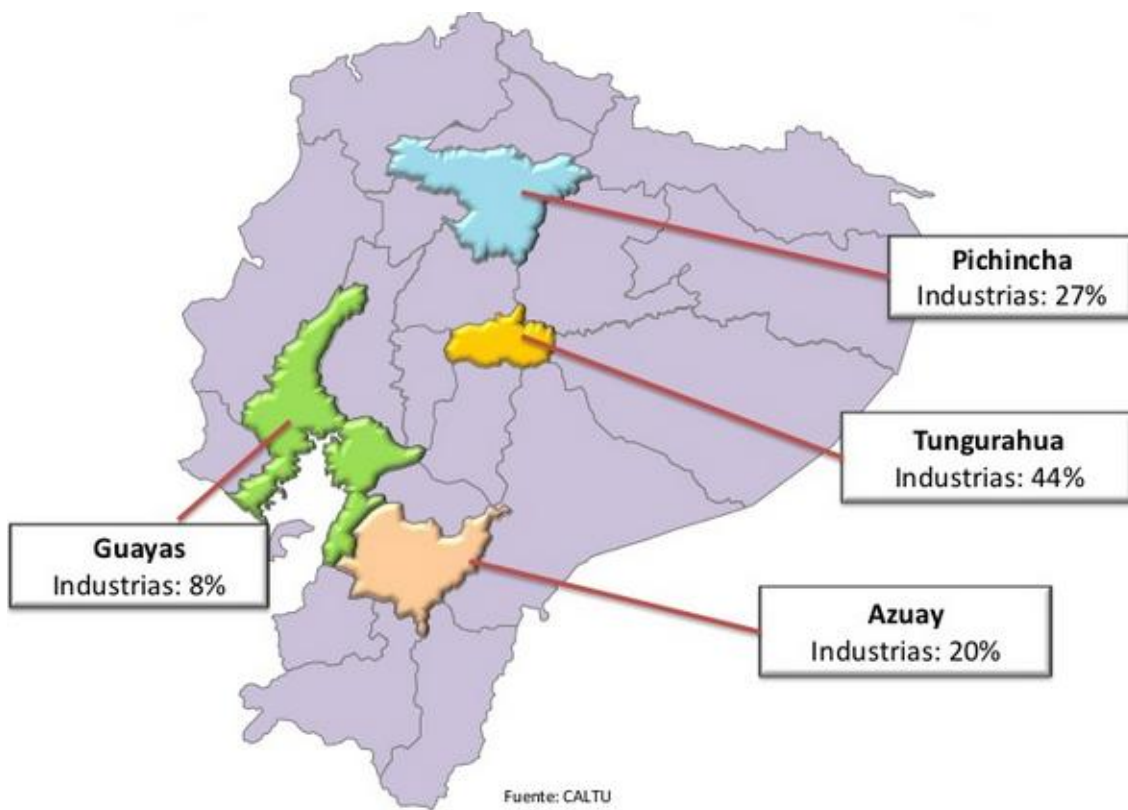 Pichincha
Industrias: 27%
Tungurahua
Industrias: 44%
Guayas
Industrias: 8%
Azuay
Industrias: 20%
Fuente: CALTU